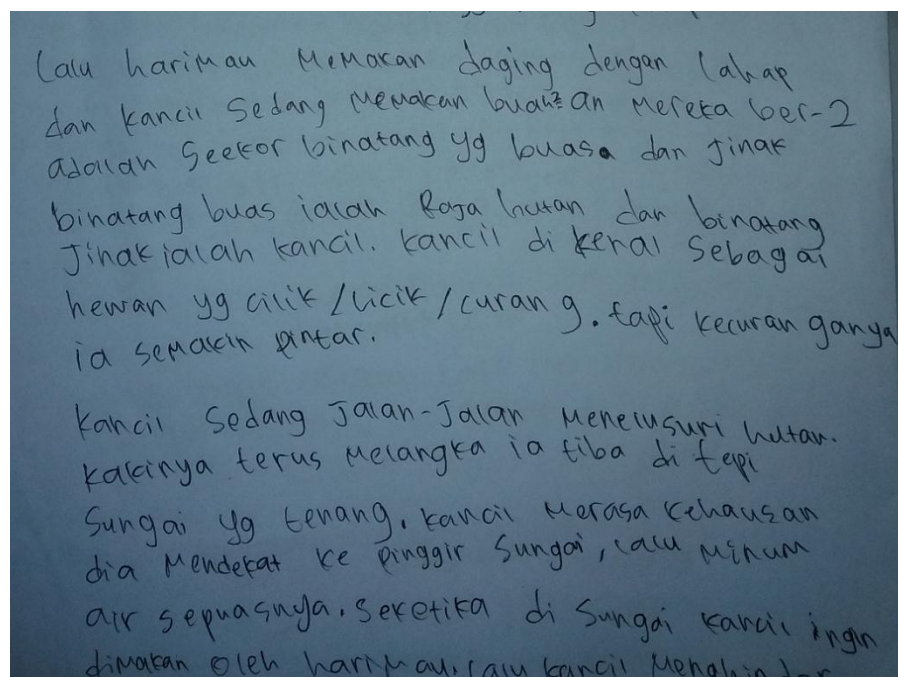 Lalu harimau memakan daging dengan lahap
dan kancil sedang memakan buah²an mereka ber-2
adalah seekor binatang yg buasa dan jinak
binatang buas ialah Raja hutan dan binatang
Jinak ialah kancil. kancil di kenal sebagai
hewan yg cilik/licik/curang. tapi kecuranganya
ia semakin pintar.
Kancil sedang jalan-jalan menelusuri hutan.
kakinya terus melangka ia tiba di tepi
sungai yg tenang. kancil merasa kehausan
dia mendekat ke pinggir sungai, lalu minum
air sepuasnya. seketika di sungai kancil ingin
dimakan oleh harimau. lalu kancil menghindar